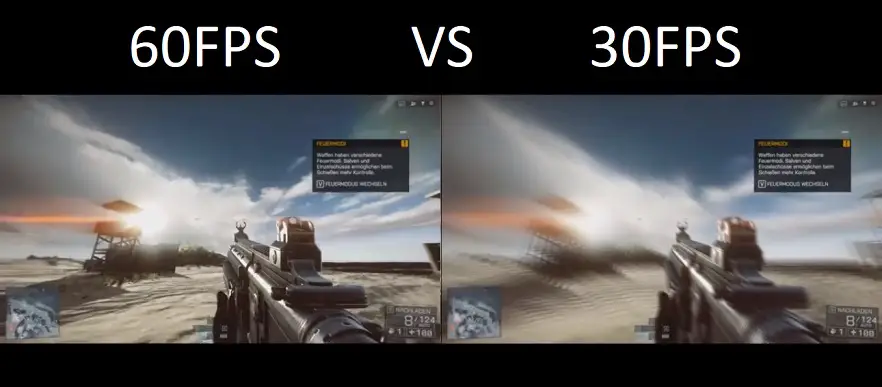 60FPS VS 30FPS
FEUERMODI !
Waffen haben verschiedene
Feuermodi. Salven und
Einzelschüsse ermöglichen beim
Schießen mehr Kontrolle.
V FEUERMODUS WECHSELN
NACHLADEN
8/124
1 +100
FEUERMODI !
Waffen haben verschiedene
Feuermodi. Salven und
Einzelschüsse ermöglichen beim
Schießen mehr Kontrolle.
V FEUERMODUS WECHSELN
NACHLADEN
8/124
1 +100